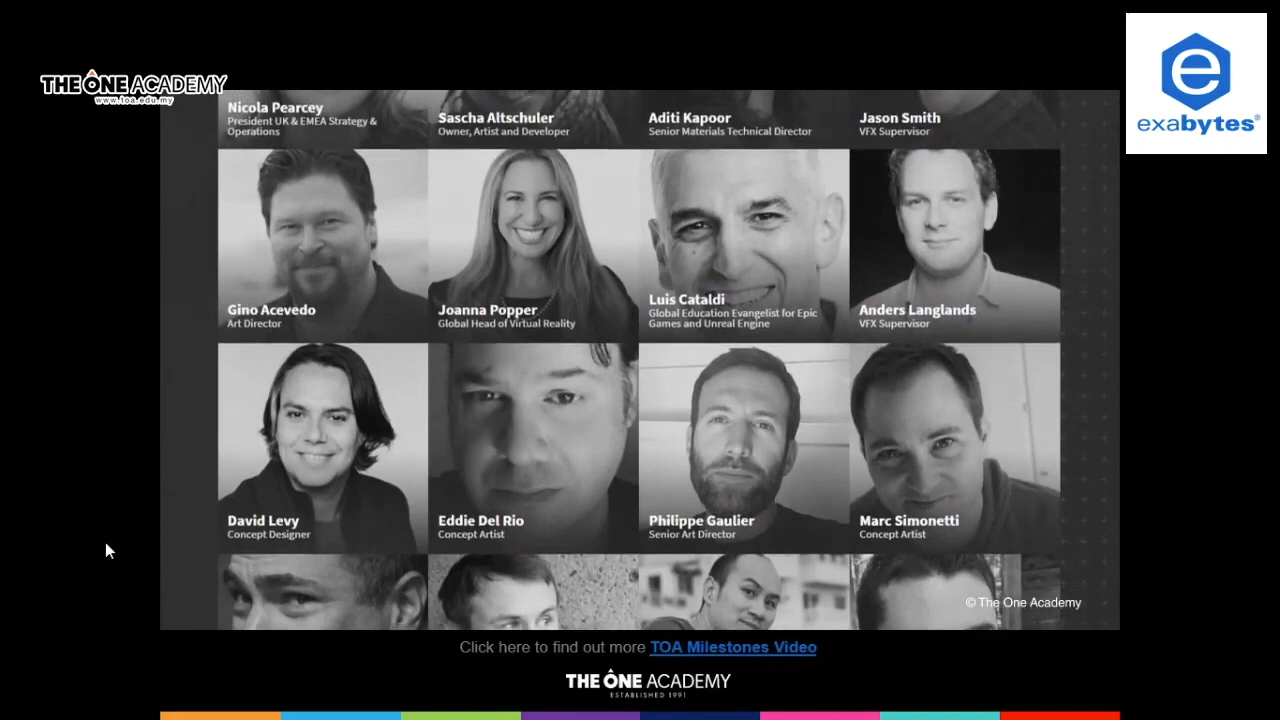 THE ONE ACADEMY
www.toa.edu.my
e
exabytes®
Nicola Pearcey
President UK & EMEA Strategy &
Operations
Sascha Altschuler
Owner, Artist and Developer
Aditi Kapoor
Senior Materials Technical Director
Jason Smith
VFX Supervisor
Gino Acevedo
Art Director
Joanna Popper
Global Head of Virtual Reality
Luis Cataldi
Global Education Evangelist for Epic
Games and Unreal Engine
Anders Langlands
VFX Supervisor
David Levy
Concept Designer
Eddie Del Rio
Concept Artist
Philippe Gaulier
Senior Art Director
Marc Simonetti
Concept Artist
© The One Academy
Click here to find out more TOA Milestones Video
THE ONE ACADEMY
ESTABLISHED 1991